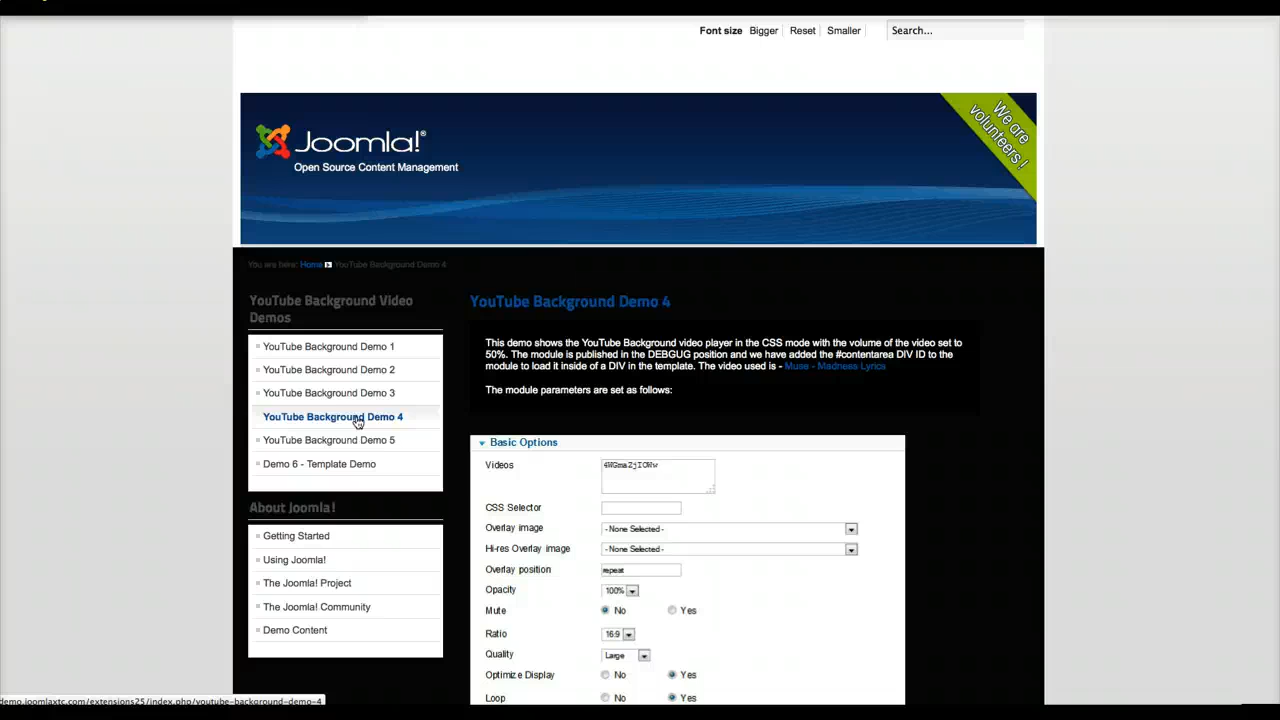 Font size Bigger Reset Smaller Search...
Joomla!®
Open Source Content Management
We are
volunteers!
You are here: Home YouTube Background Demo 4
YouTube Background Video
Demos
YouTube Background Demo 1
YouTube Background Demo 2
YouTube Background Demo 3
YouTube Background Demo 4
YouTube Background Demo 5
Demo 6 - Template Demo
About Joomla!
Getting Started
Using Joomla!
The Joomla! Project
The Joomla! Community
Demo Content
YouTube Background Demo 4
This demo shows the YouTube Background video player in the CSS mode with the volume of the video set to
50%. The module is published in the DEBGUG position and we have added the #contentarea DIV ID to the
module to load it inside of a DIV in the template. The video used is - Muse - Madness Lyrics
The module parameters are set as follows:
Basic Options
Videos
CSS Selector
Overlay image - None Selected -
Hi-res Overlay image - None Selected -
Overlay position repeat
Opacity 100%
Mute No Yes
Ratio 16:9
Quality Large
Optimize Display No Yes
Loop No Yes
demo.joomlaxtc.com/extensions25/index.php/youtube-background-demo-4